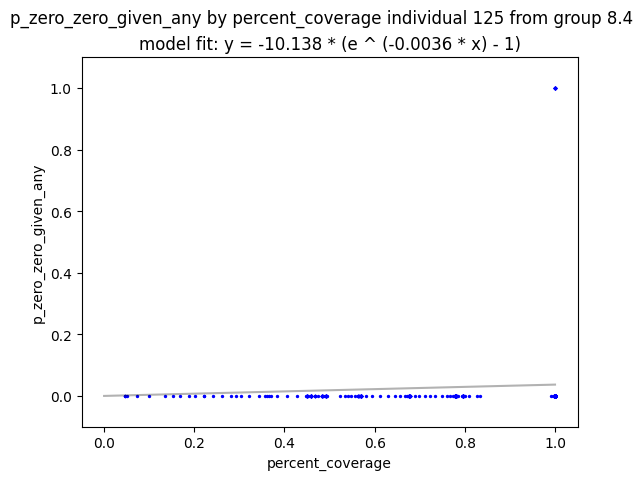 p_zero_zero_given_any by percent_coverage individual 125 from group 8.4
model fit: y = -10.138 * (e ^ (-0.0036 * x) - 1)
1.0
0.8
0.6
0.4
0.2
0.0
p_zero_zero_given_any
0.0 0.2 0.4 0.6 0.8 1.0
percent_coverage